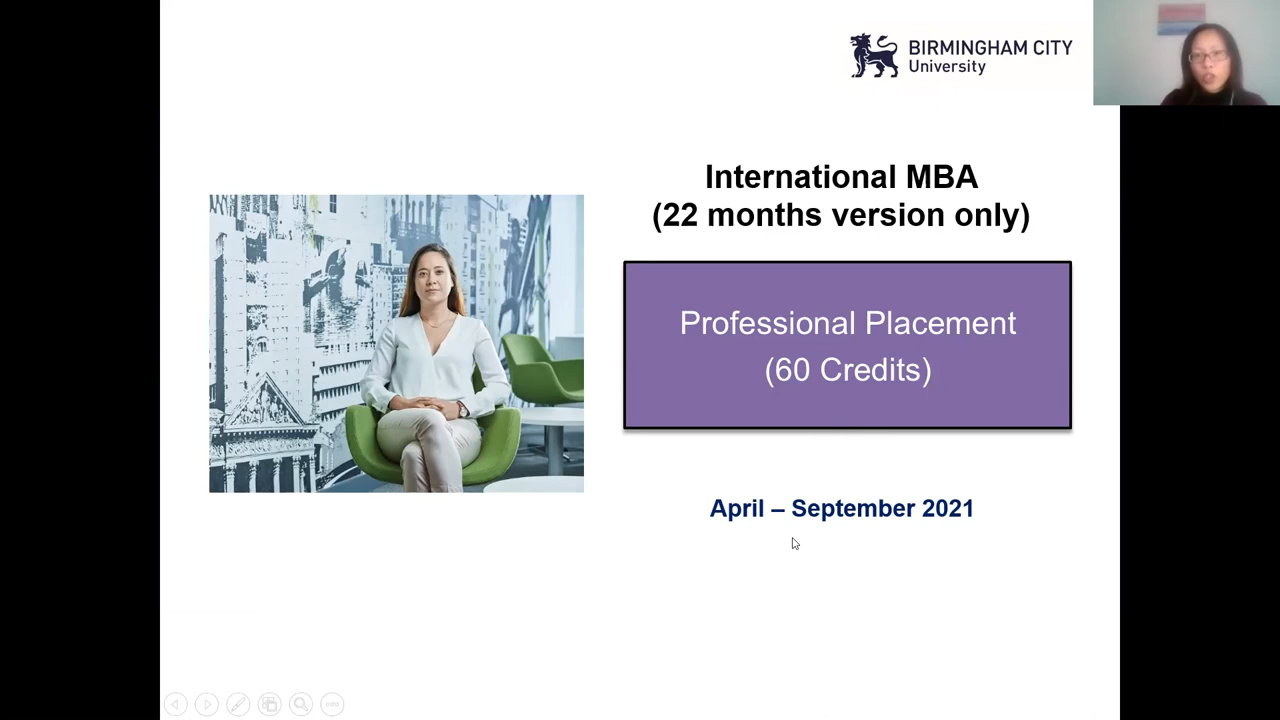 BIRMINGHAM CITY
University
International MBA
(22 months version only)
Professional Placement
(60 Credits)
April – September 2021